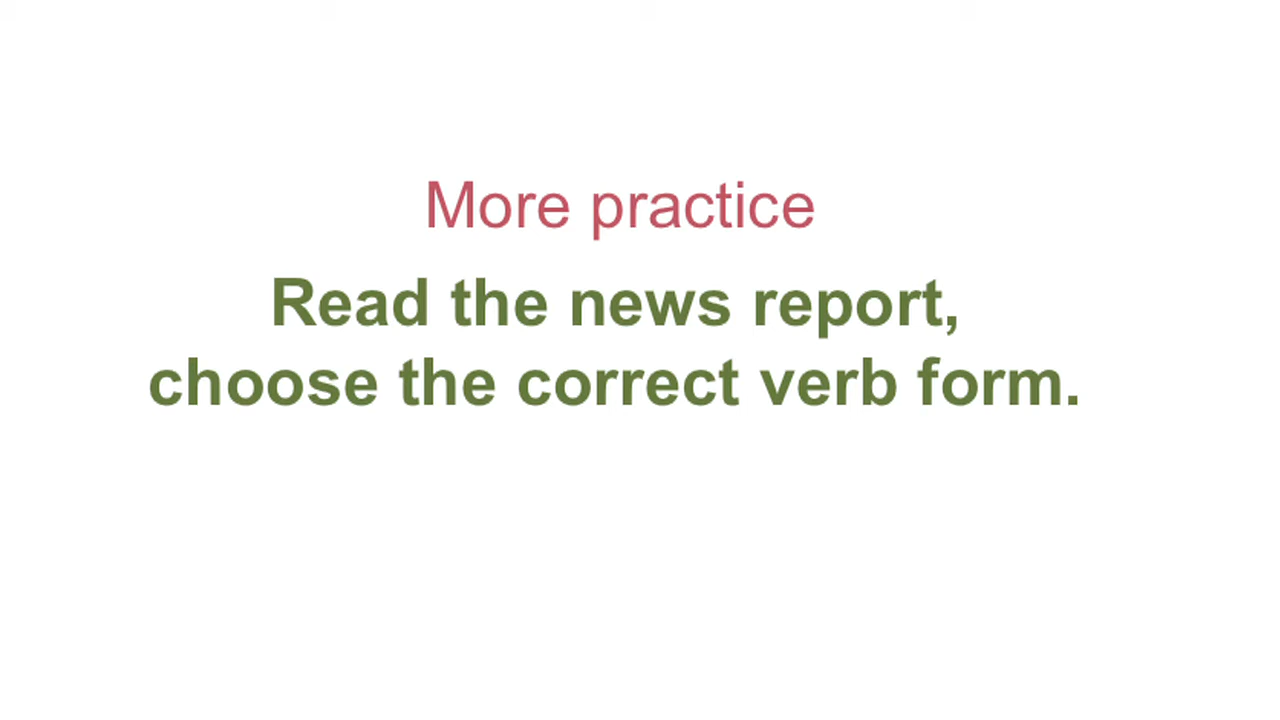 More practice
Read the news report,
choose the correct verb form.